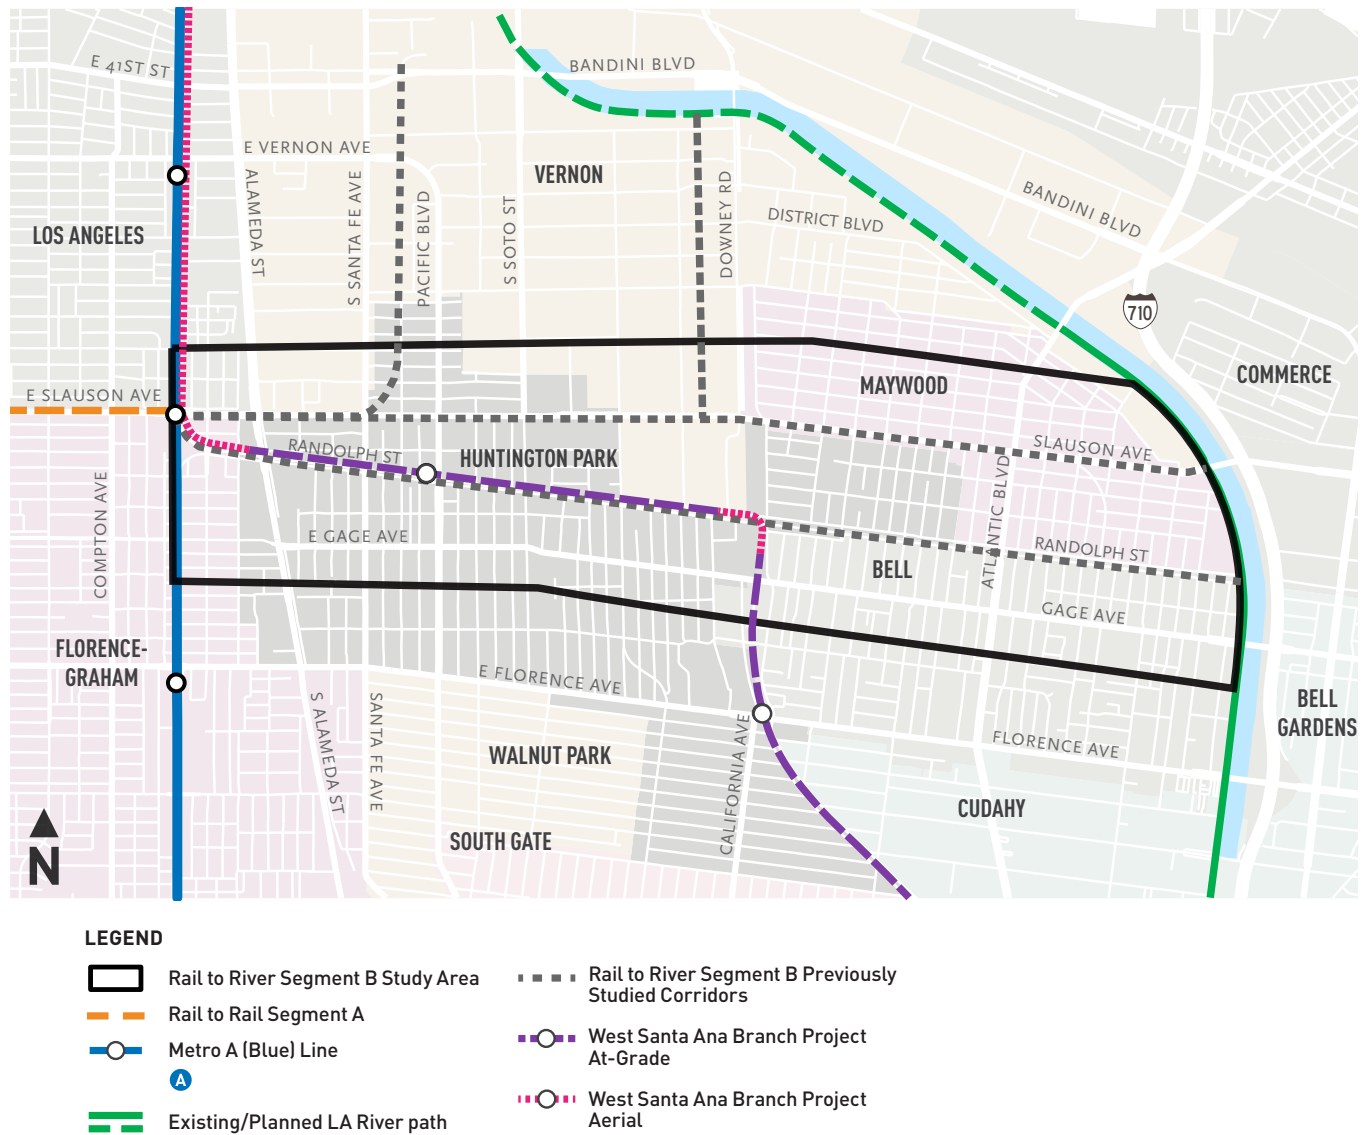 E 41ST ST
BANDINI BLVD
E VERNON AVE
VERNON
ALAMEDA ST
S SANTA FE AVE
PACIFIC BLVD
S SOTO ST
DOWNEY RD
DISTRICT BLVD
BANDINI BLVD
LOS ANGELES
710
COMMERCE
MAYWOOD
E SLAUSON AVE
RANDOLPH ST
HUNTINGTON PARK
SLAUSON AVE
COMPTON AVE
E GAGE AVE
ATLANTIC BLVD
RANDOLPH ST
BELL
GAGE AVE
FLORENCE-
GRAHAM
E FLORENCE AVE
S ALAMEDA ST
SANTA FE AVE
BELL
GARDENS
WALNUT PARK
CALIFORNIA AVE
FLORENCE AVE
CUDAHY
SOUTH GATE
N
LEGEND
Rail to River Segment B Study Area
Rail to Rail Segment A
Metro A (Blue) Line
A
Existing/Planned LA River path
Rail to River Segment B Previously
Studied Corridors
West Santa Ana Branch Project
At-Grade
West Santa Ana Branch Project
Aerial